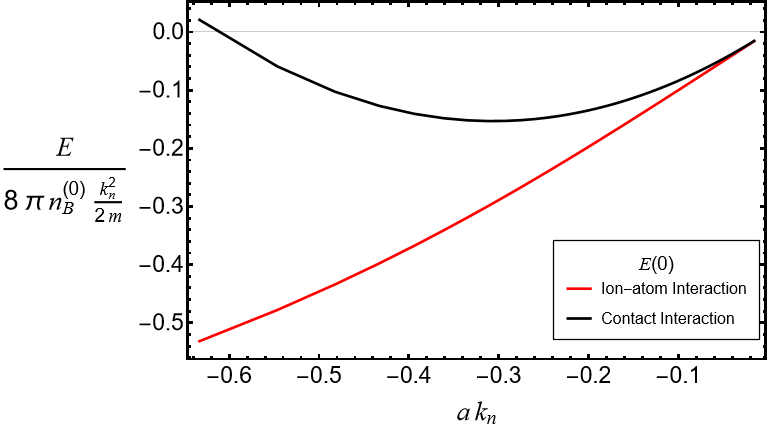 0.0
−0.1
−0.2
−0.3
−0.4
−0.5
E
8 π n_B^(0) k_n^2
2 m
E(0)
Ion−atom Interaction
Contact Interaction
−0.6 −0.5 −0.4 −0.3 −0.2 −0.1
a k_n